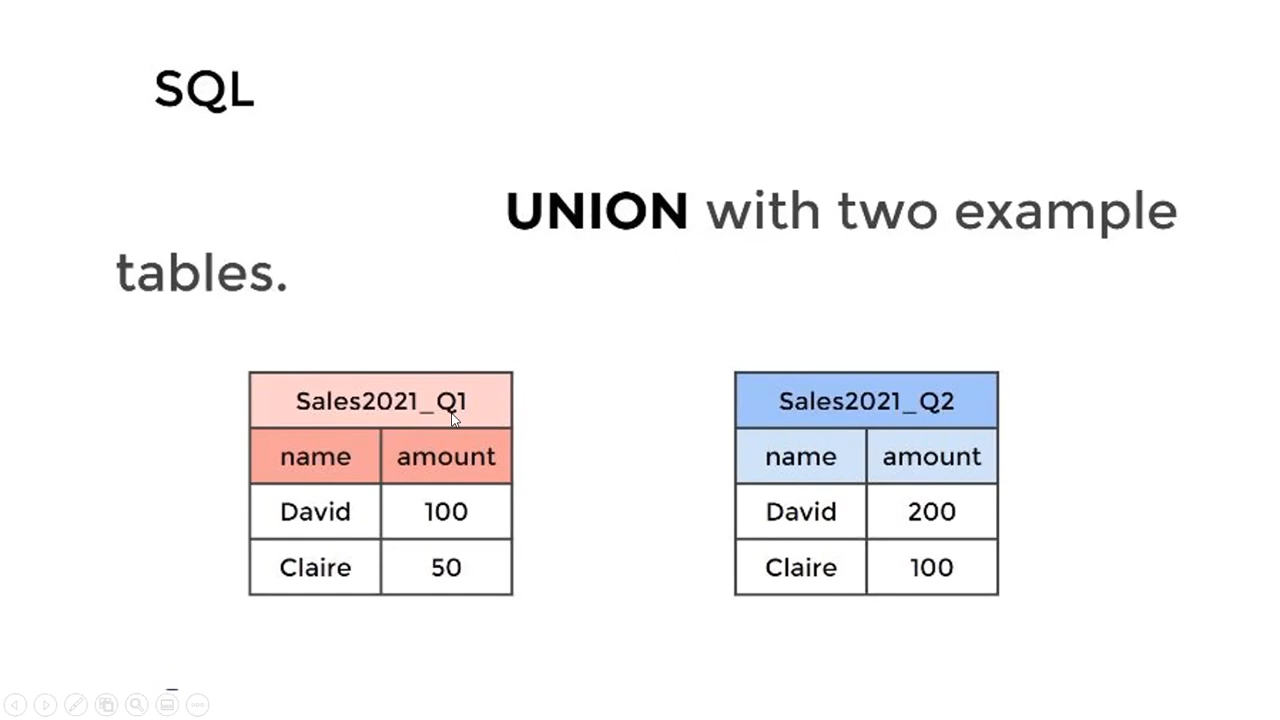 SQL
UNION with two example
tables.
Sales2021_Q1
name amount
David 100
Claire 50
Sales2021_Q2
name amount
David 200
Claire 100